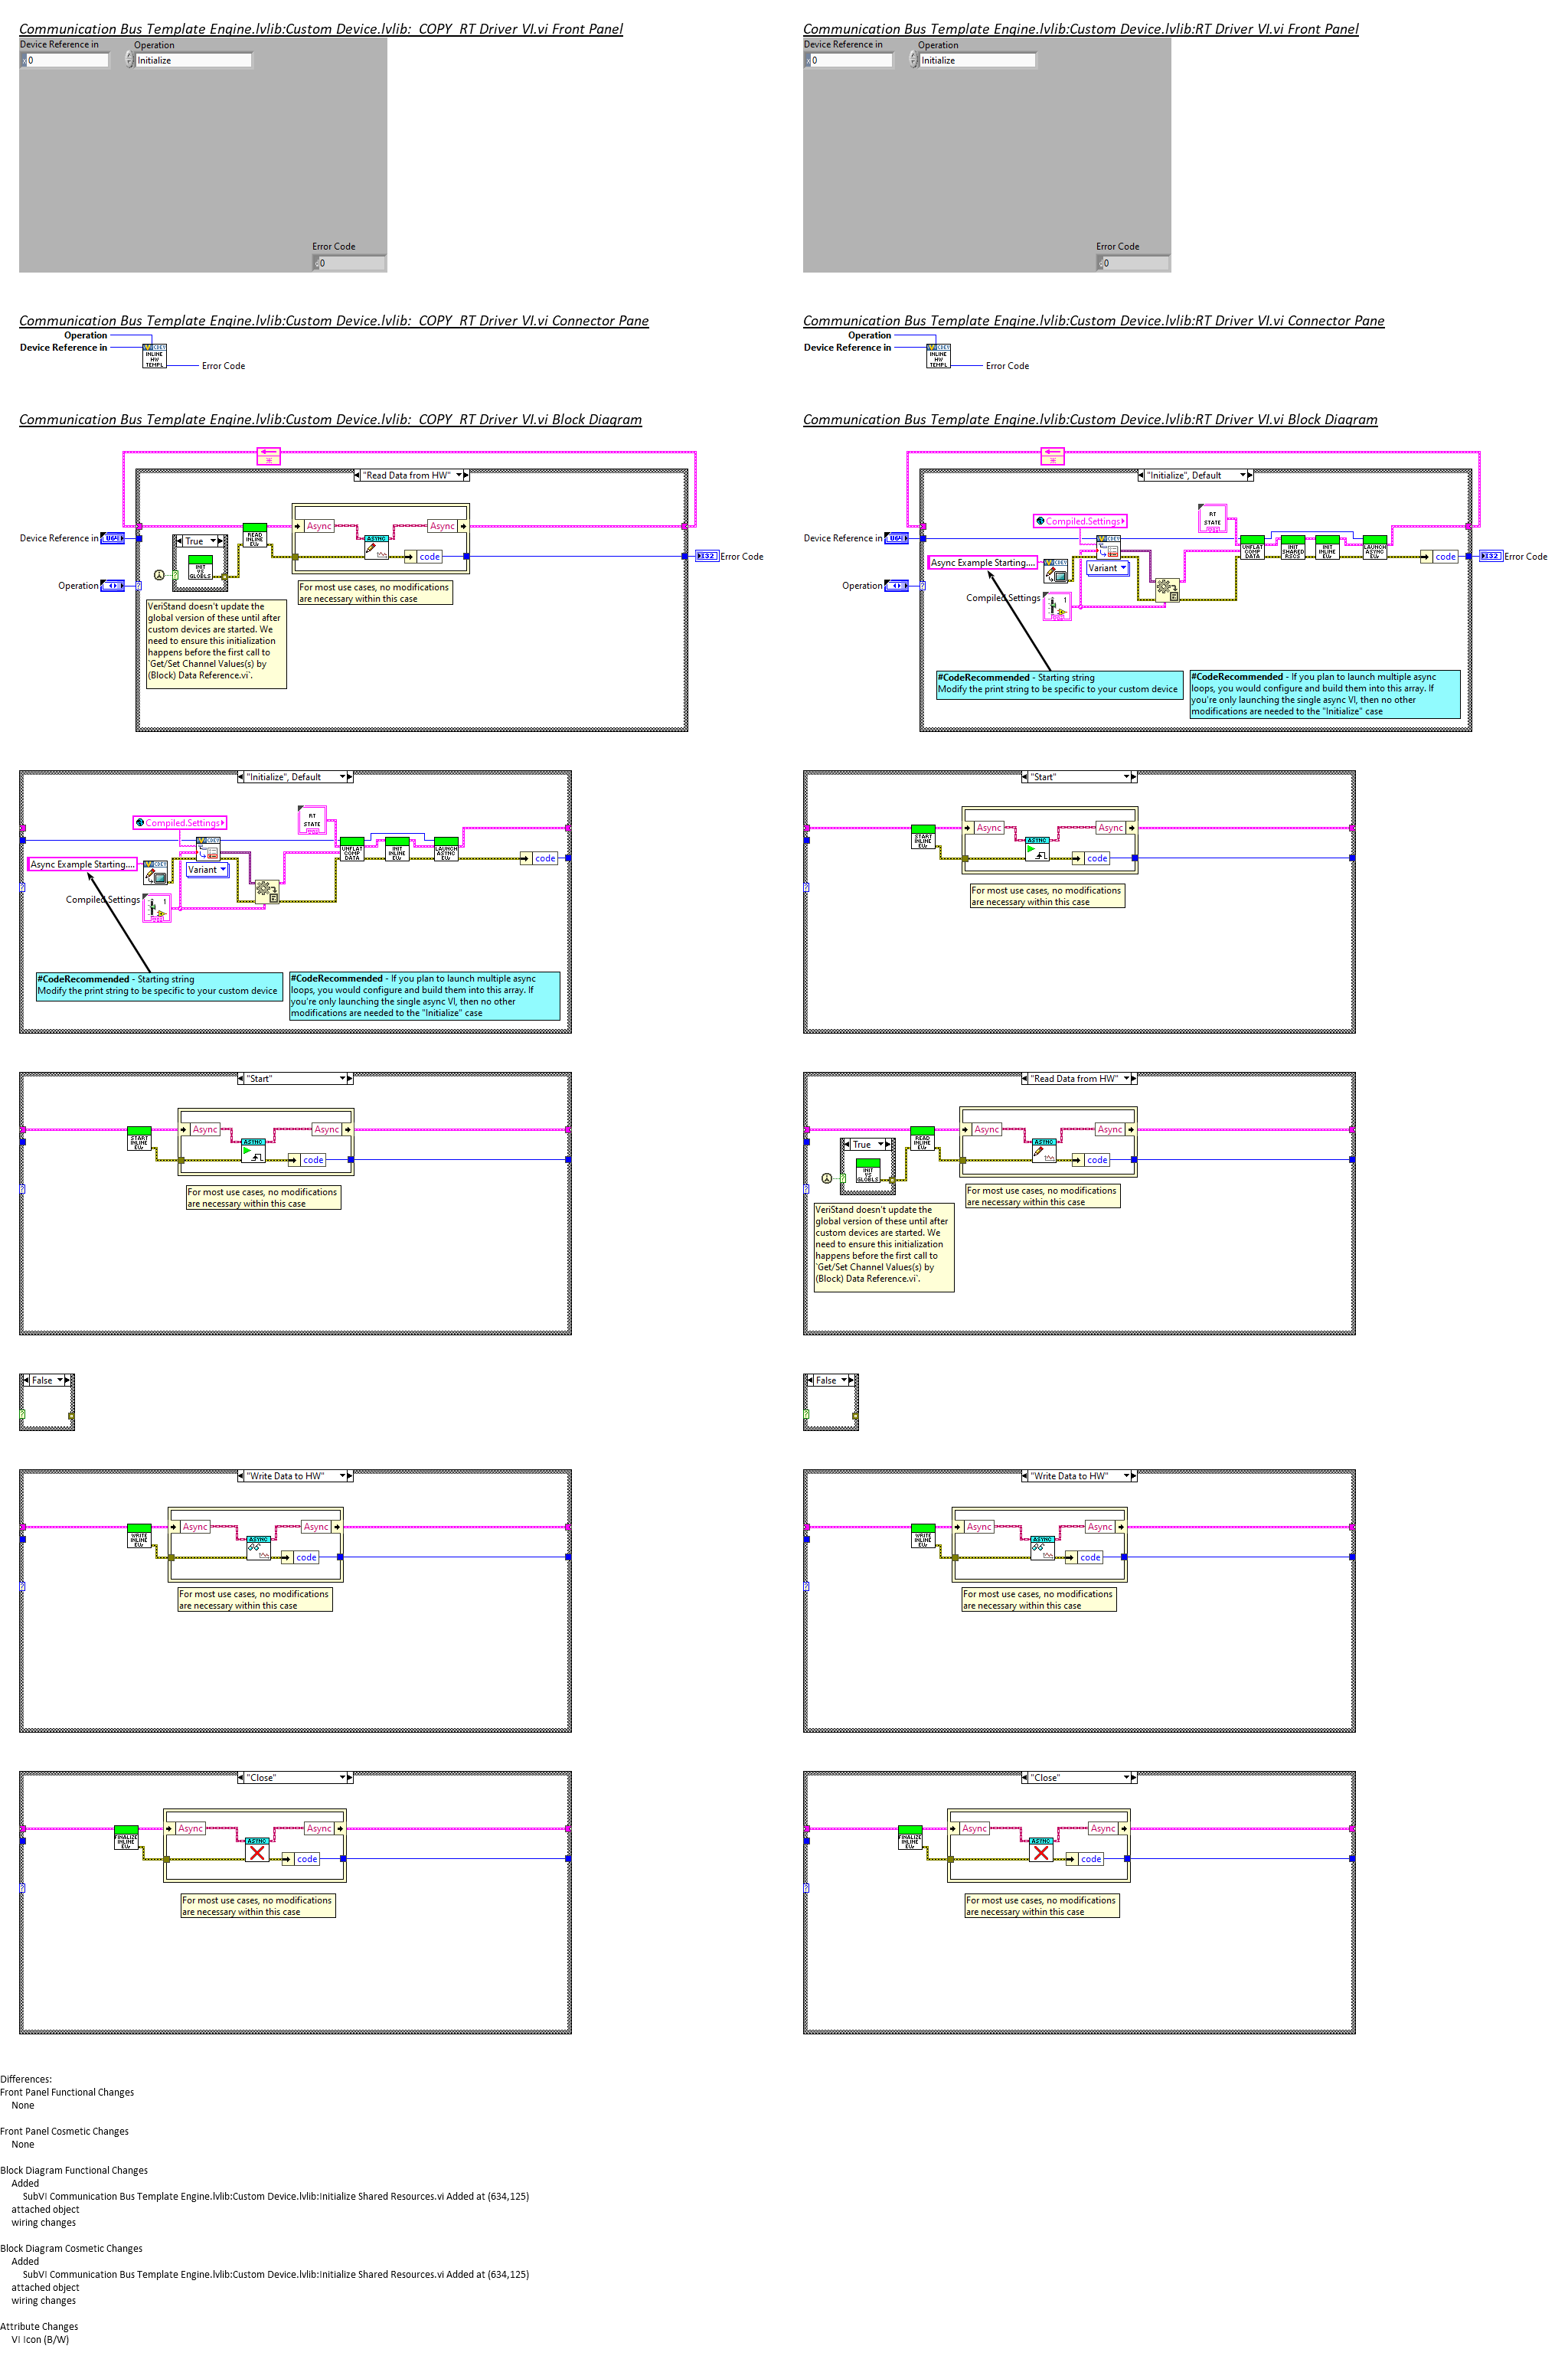 Communication Bus Template Engine.lvlib:Custom Device.lvlib:_COPY_RT Driver VI.vi Front Panel
Device Reference in
Operation
0
Initialize
Error Code
0
Communication Bus Template Engine.lvlib:Custom Device.lvlib:RT Driver VI.vi Front Panel
Device Reference in
Operation
0
Initialize
Error Code
0
Communication Bus Template Engine.lvlib:Custom Device.lvlib:_COPY_RT Driver VI.vi Connector Pane
Operation
Device Reference in
INLINE
HW
TEMPL
Error Code
Communication Bus Template Engine.lvlib:Custom Device.lvlib:RT Driver VI.vi Connector Pane
Operation
Device Reference in
INLINE
HW
TEMPL
Error Code
Communication Bus Template Engine.lvlib:Custom Device.lvlib:_COPY_RT Driver VI.vi Block Diagram
"Read Data from HW"
Device Reference in
U64
Operation
True
INIT
VS
GLOBLS
READ
INLINE
Async
ASYNC
Async
code
I32
Error Code
For most use cases, no modifications
are necessary within this case
VeriStand doesn't update the
global version of these until after
custom devices are started. We
need to ensure this initialization
happens before the first call to
`Get/Set Channel Values(s) by
(Block) Data Reference.vi`.
Communication Bus Template Engine.lvlib:Custom Device.lvlib:RT Driver VI.vi Block Diagram
"Initialize", Default
Device Reference in
U64
Operation
Compiled.Settings
Async Example Starting....
Variant
Compiled Settings
RT
STATE
UNFLAT
COMP
DATA
INIT
SHARED
RSCS
INIT
INLINE
LAUNCH
ASYNC
code
I32
Error Code
#CodeRecommended - Starting string
Modify the print string to be specific to your custom device
#CodeRecommended - If you plan to launch multiple async
loops, you would configure and build them into this array. If
you're only launching the single async VI, then no other
modifications are needed to the "Initialize" case
"Initialize", Default
Compiled.Settings
Async Example Starting....
Variant
Compiled Settings
RT
STATE
UNFLAT
COMP
DATA
INIT
INLINE
LAUNCH
ASYNC
code
#CodeRecommended - Starting string
Modify the print string to be specific to your custom device
#CodeRecommended - If you plan to launch multiple async
loops, you would configure and build them into this array. If
you're only launching the single async VI, then no other
modifications are needed to the "Initialize" case
"Start"
START
INLINE
Async
ASYNC
Async
code
For most use cases, no modifications
are necessary within this case
"Start"
START
INLINE
Async
ASYNC
Async
code
For most use cases, no modifications
are necessary within this case
"Read Data from HW"
True
INIT
VS
GLOBLS
READ
INLINE
Async
ASYNC
Async
code
For most use cases, no modifications
are necessary within this case
VeriStand doesn't update the
global version of these until after
custom devices are started. We
need to ensure this initialization
happens before the first call to
`Get/Set Channel Values(s) by
(Block) Data Reference.vi`.
False
False
"Write Data to HW"
WRITE
INLINE
Async
ASYNC
Async
code
For most use cases, no modifications
are necessary within this case
"Write Data to HW"
WRITE
INLINE
Async
ASYNC
Async
code
For most use cases, no modifications
are necessary within this case
"Close"
FINALIZE
INLINE
Async
ASYNC
Async
code
For most use cases, no modifications
are necessary within this case
"Close"
FINALIZE
INLINE
Async
ASYNC
Async
code
For most use cases, no modifications
are necessary within this case
Differences:
Front Panel Functional Changes
None
Front Panel Cosmetic Changes
None
Block Diagram Functional Changes
Added
SubVI Communication Bus Template Engine.lvlib:Custom Device.lvlib:Initialize Shared Resources.vi Added at (634,125)
attached object
wiring changes
Block Diagram Cosmetic Changes
Added
SubVI Communication Bus Template Engine.lvlib:Custom Device.lvlib:Initialize Shared Resources.vi Added at (634,125)
attached object
wiring changes
Attribute Changes
VI Icon (B/W)